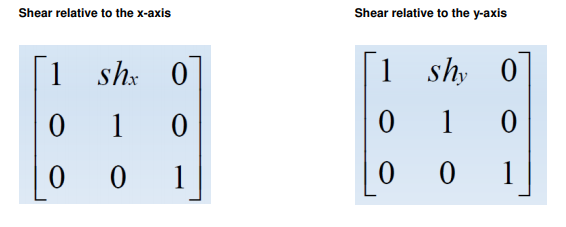 Shear relative to the x-axis
1 shx 0
0 1 0
0 0 1
Shear relative to the y-axis
1 shy 0
0 1 0
0 0 1